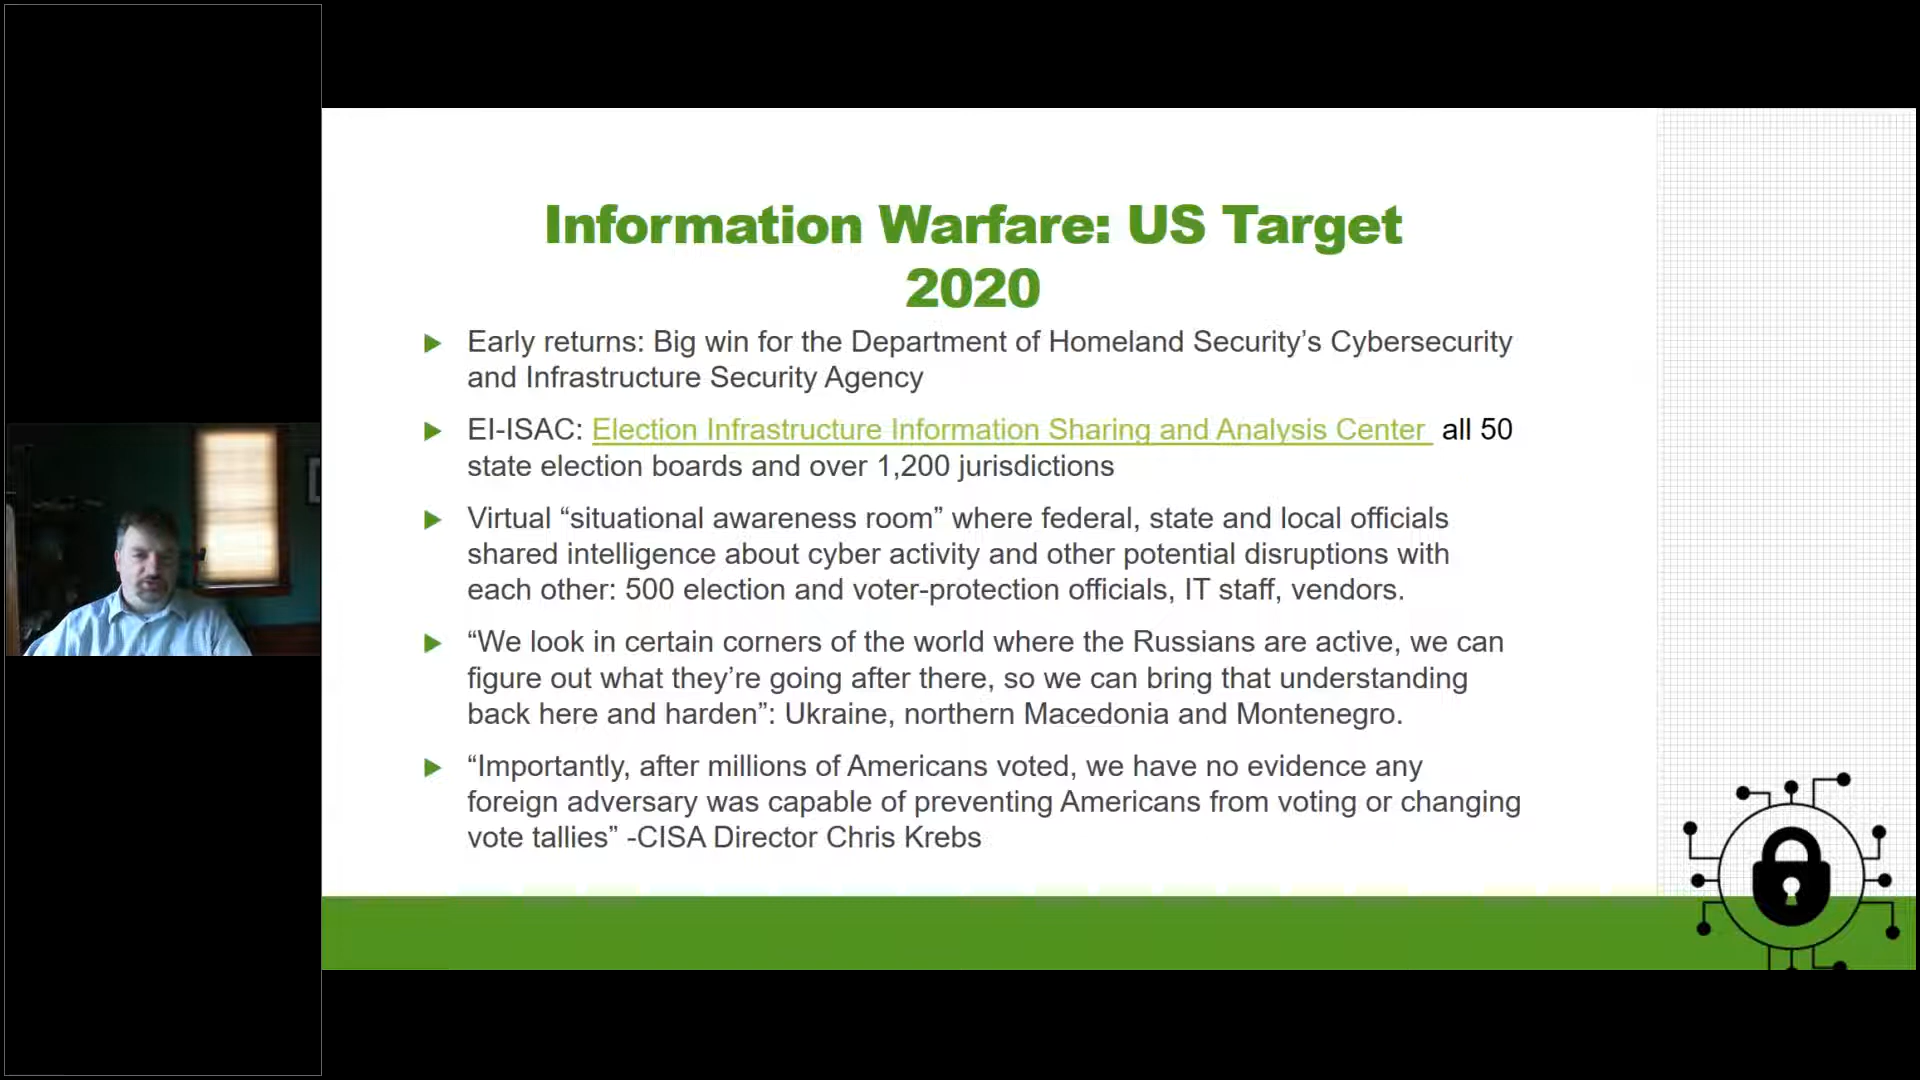 Information Warfare: US Target
2020
Early returns: Big win for the Department of Homeland Security’s Cybersecurity
and Infrastructure Security Agency
EI-ISAC: Election Infrastructure Information Sharing and Analysis Center all 50
state election boards and over 1,200 jurisdictions
Virtual “situational awareness room” where federal, state and local officials
shared intelligence about cyber activity and other potential disruptions with
each other: 500 election and voter-protection officials, IT staff, vendors.
“We look in certain corners of the world where the Russians are active, we can
figure out what they’re going after there, so we can bring that understanding
back here and harden”: Ukraine, northern Macedonia and Montenegro.
“Importantly, after millions of Americans voted, we have no evidence any
foreign adversary was capable of preventing Americans from voting or changing
vote tallies” -CISA Director Chris Krebs